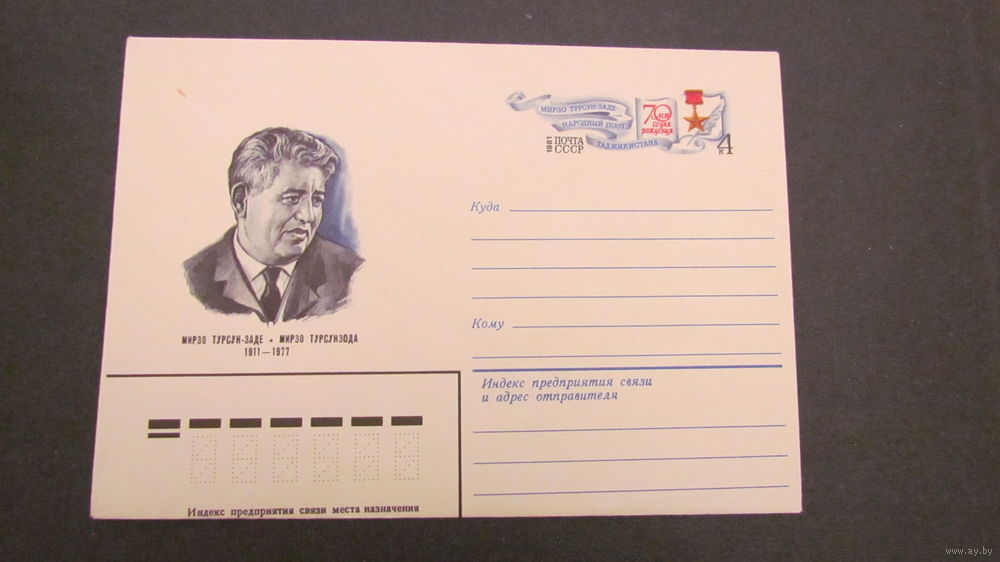 МИРЗО ТУРСУН-ЗАДЕ
НАРОДНЫЙ ПОЭТ
ТАДЖИКИСТАНА
70 лет
со дня
рождения
1981 ПОЧТА
СССР
4
К
Куда
Кому
МИРЗО ТУРСУН-ЗАДЕ • МИРЗО ТУРСУНЗОДА
1911—1977
Индекс предприятия связи
и адрес отправителя
Индекс предприятия связи места назначения
www.ay.by